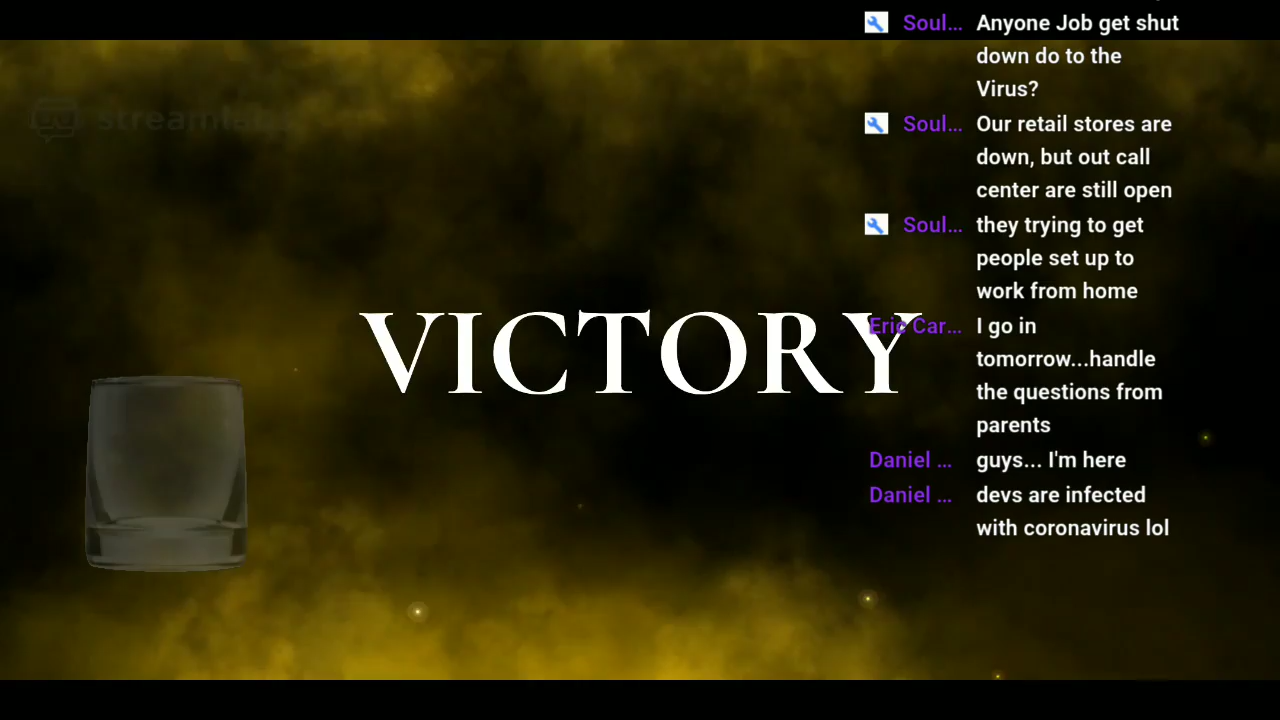 Soul... Anyone Job get shut
down do to the
Virus?
streamlabs
Soul... Our retail stores are
down, but out call
center are still open
Soul... they trying to get
people set up to
work from home
VICTORY
Eric Car... I go in
tomorrow...handle
the questions from
parents
Daniel ... guys... I'm here
Daniel ... devs are infected
with coronavirus lol